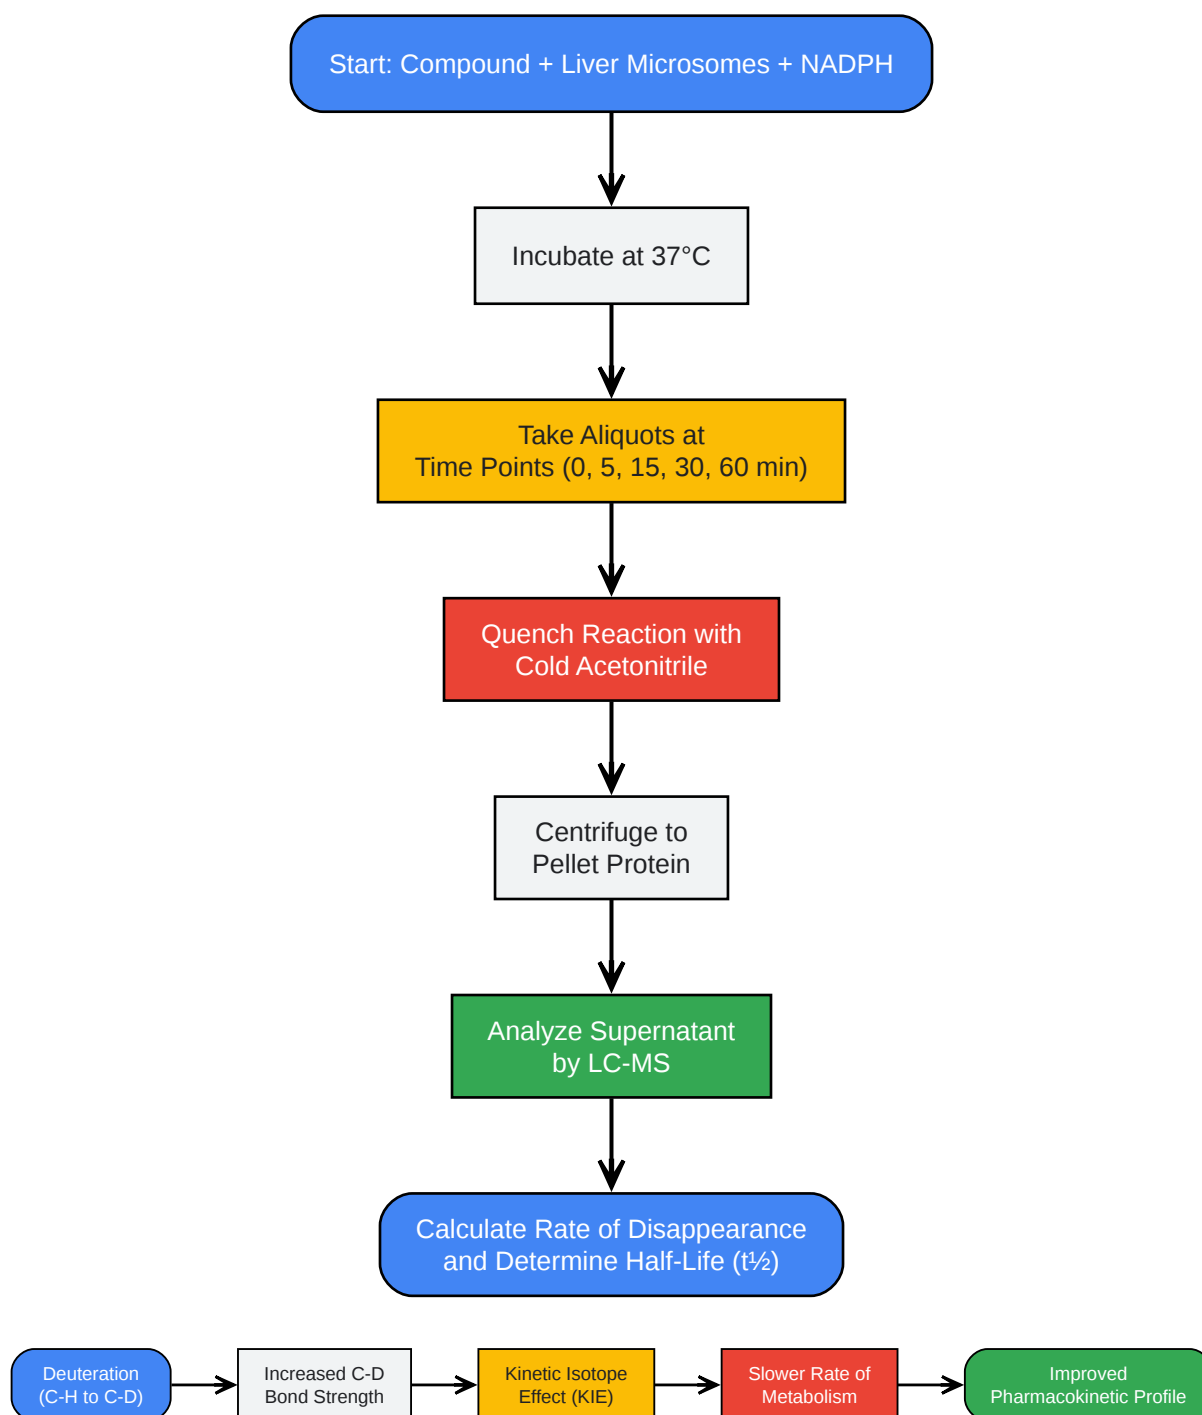 Start: Compound + Liver Microsomes + NADPH
Incubate at 37°C
Take Aliquots at
Time Points (0, 5, 15, 30, 60 min)
Quench Reaction with
Cold Acetonitrile
Centrifuge to
Pellet Protein
Analyze Supernatant
by LC-MS
Calculate Rate of Disappearance
and Determine Half-Life (t½)
Deuteration
(C-H to C-D)
Increased C-D
Bond Strength
Kinetic Isotope
Effect (KIE)
Slower Rate of
Metabolism
Improved
Pharmacokinetic Profile